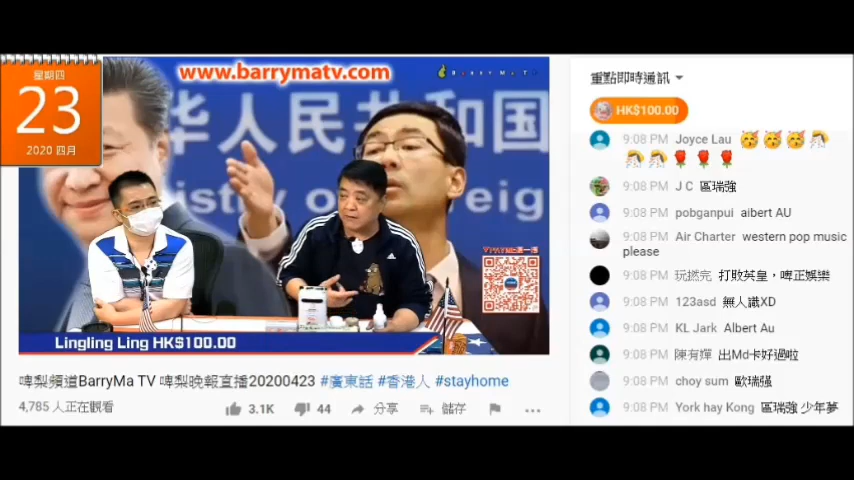 星期四
23
2020 四月
www.barrymatv.com
BARRYMATV
華人民共和国
nistry of Foreig
Lingling Ling HK$100.00
啤梨頻道BarryMa TV 啤梨晚報直播20200423 #廣東話 #香港人 #stayhome
4,785 人正在觀看
3.1K
44
分享
儲存
重點即時通訊
HK$100.00
9:08 PM Joyce Lau
9:08 PM J C 區瑞強
9:08 PM pobganpui aibert AU
9:08 PM Air Charter western pop music
please
9:08 PM 玩撚完 打敗英皇，啤正娛樂
9:08 PM 123asd 無人識XD
9:08 PM KL Jark Albert Au
9:08 PM 陳有嬋 出Md卡好過啦
9:08 PM choy sum 歐瑞强
9:08 PM York hay Kong 區瑞強 少年夢